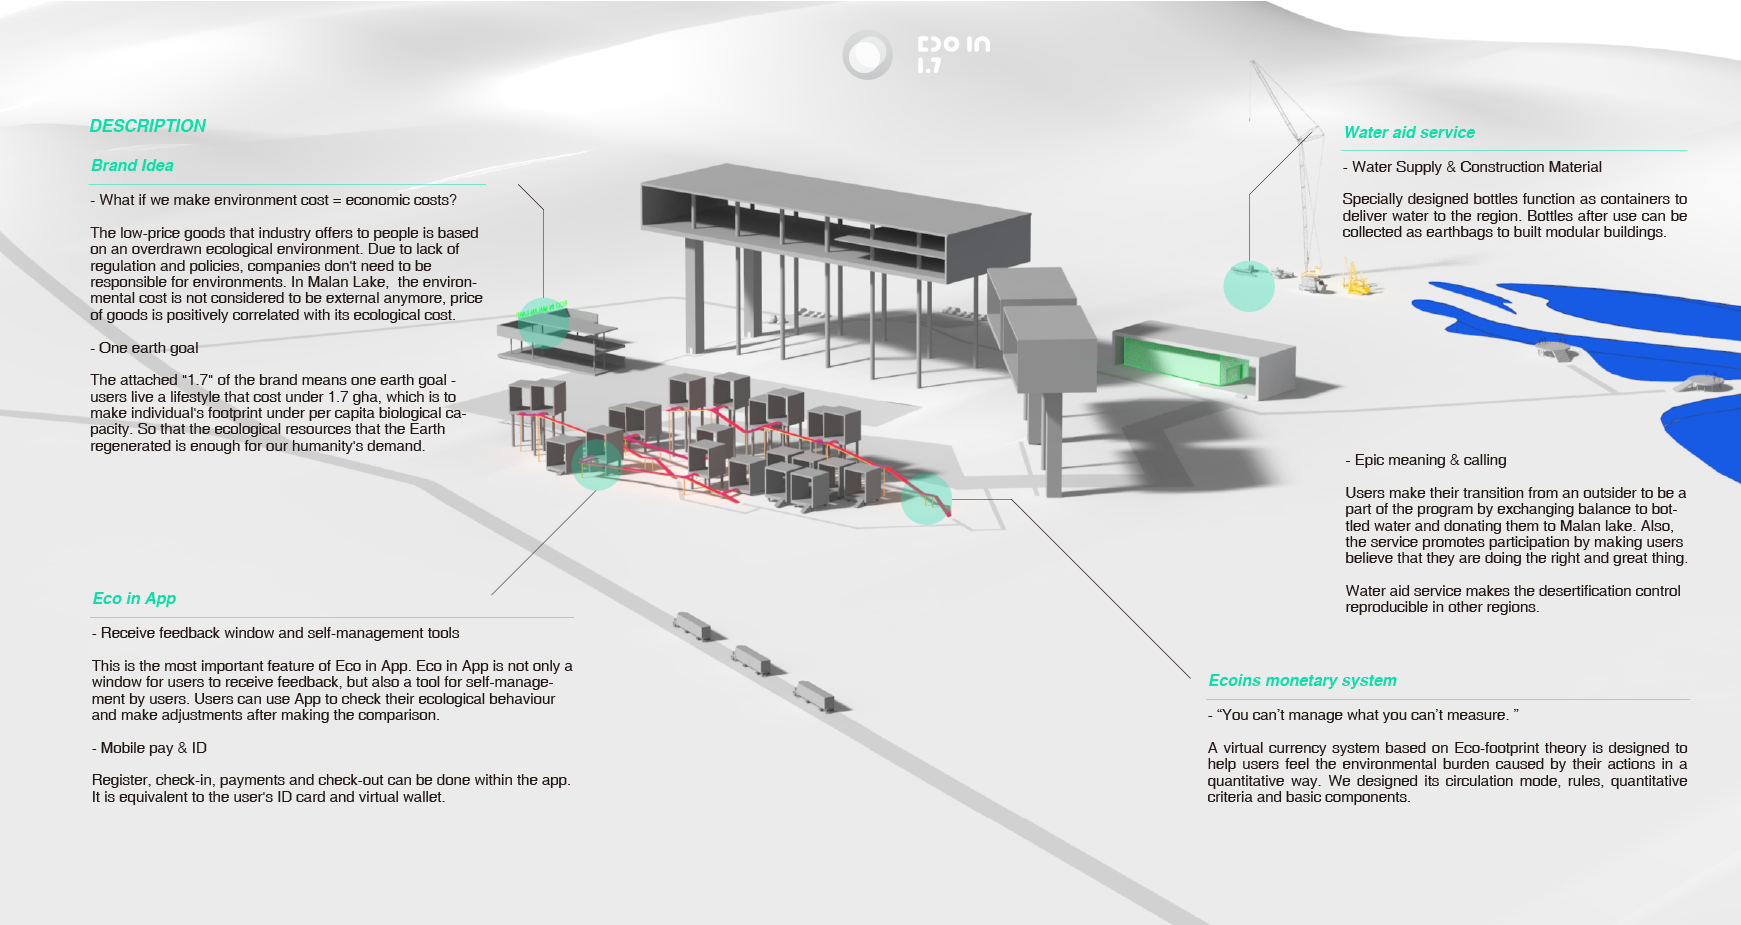 ECO IN
1.7
DESCRIPTION
Brand Idea
- What if we make environment cost = economic costs?
The low-price goods that industry offers to people is based
on an overdrawn ecological environment. Due to lack of
regulation and policies, companies don't need to be
responsible for environments. In Malan Lake,  the environ-
mental cost is not considered to be external anymore, price
of goods is positively correlated with its ecological cost.
- One earth goal
The attached "1.7" of the brand means one earth goal -
users live a lifestyle that cost under 1.7 gha, which is to
make individual's footprint under per capita biological ca-
pacity. So that the ecological resources that the Earth
regenerated is enough for our humanity's demand.
Eco in App
- Receive feedback window and self-management tools
This is the most important feature of Eco in App. Eco in App is not only a
window for users to receive feedback, but also a tool for self-manage-
ment by users. Users can use App to check their ecological behaviour
and make adjustments after making the comparison.
- Mobile pay & ID
Register, check-in, payments and check-out can be done within the app.
It is equivalent to the user's ID card and virtual wallet.
Water aid service
- Water Supply & Construction Material
Specially designed bottles function as containers to
deliver water to the region. Bottles after use can be
collected as earthbags to built modular buildings.
- Epic meaning & calling
Users make their transition from an outsider to be a
part of the program by exchanging balance to bot-
tled water and donating them to Malan lake. Also,
the service promotes participation by making users
believe that they are doing the right and great thing.
Water aid service makes the desertification control
reproducible in other regions.
Ecoins monetary system
- “You can’t manage what you can’t measure. ”
A virtual currency system based on Eco-footprint theory is designed to
help users feel the environmental burden caused by their actions in a
quantitative way. We designed its circulation mode, rules, quantitative
criteria and basic components.